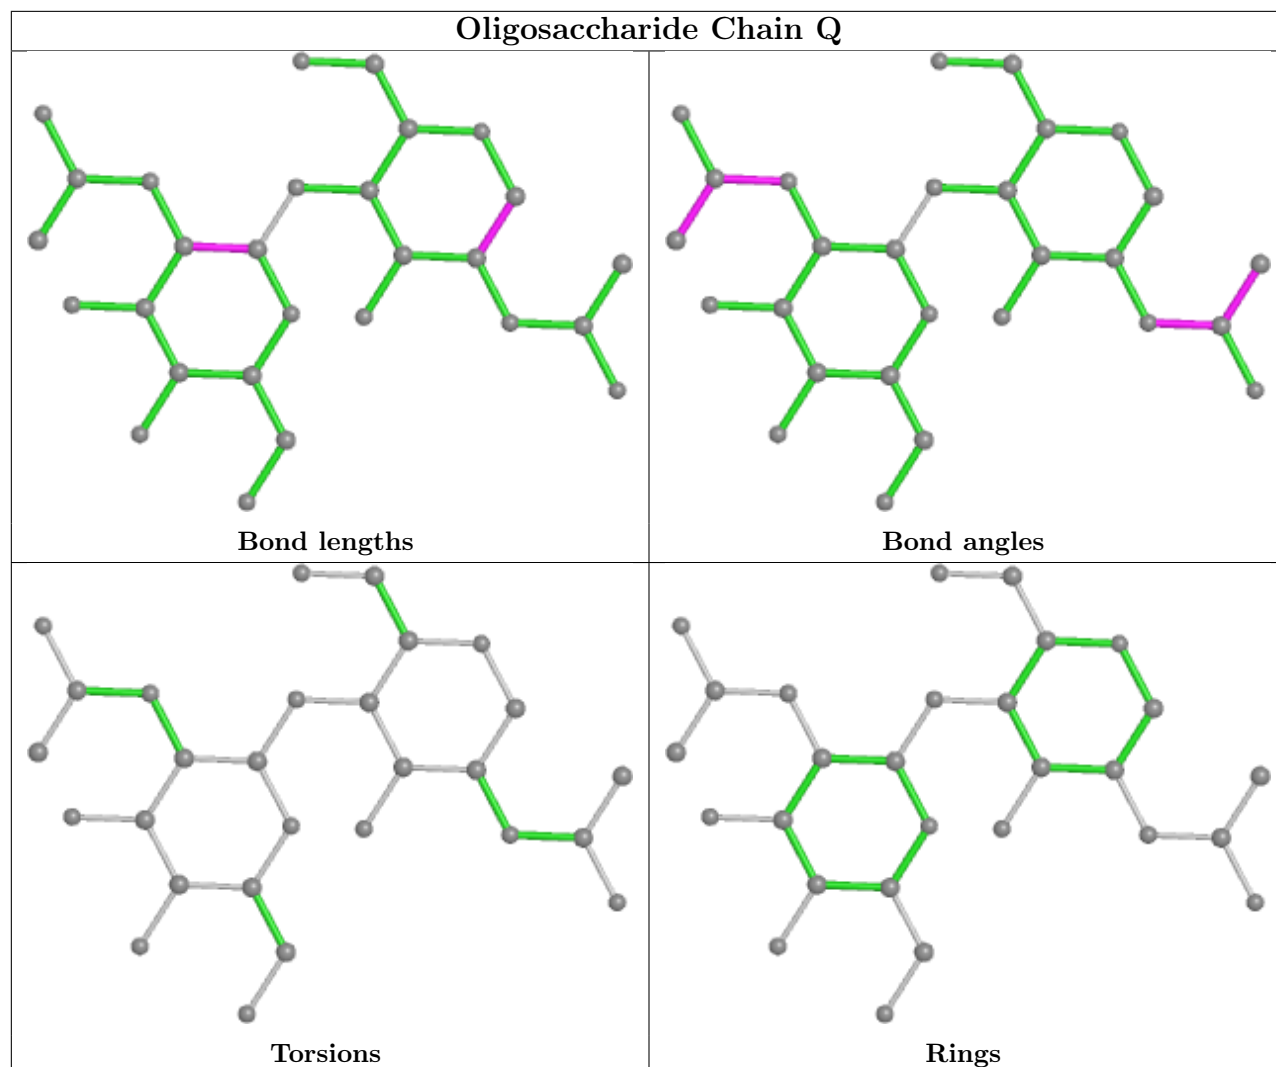 Oligosaccharide Chain Q
Bond lengths
Bond angles
Torsions
Rings